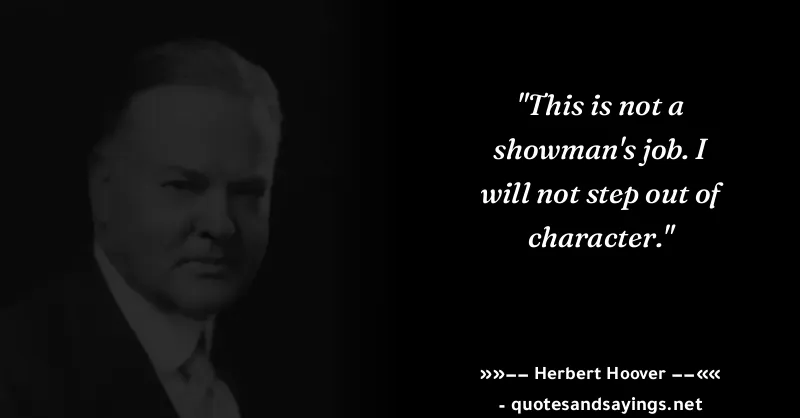 "This is not a
showman's job. I
will not step out of
character."
»»−− Herbert Hoover −−««
- quotesandsayings.net